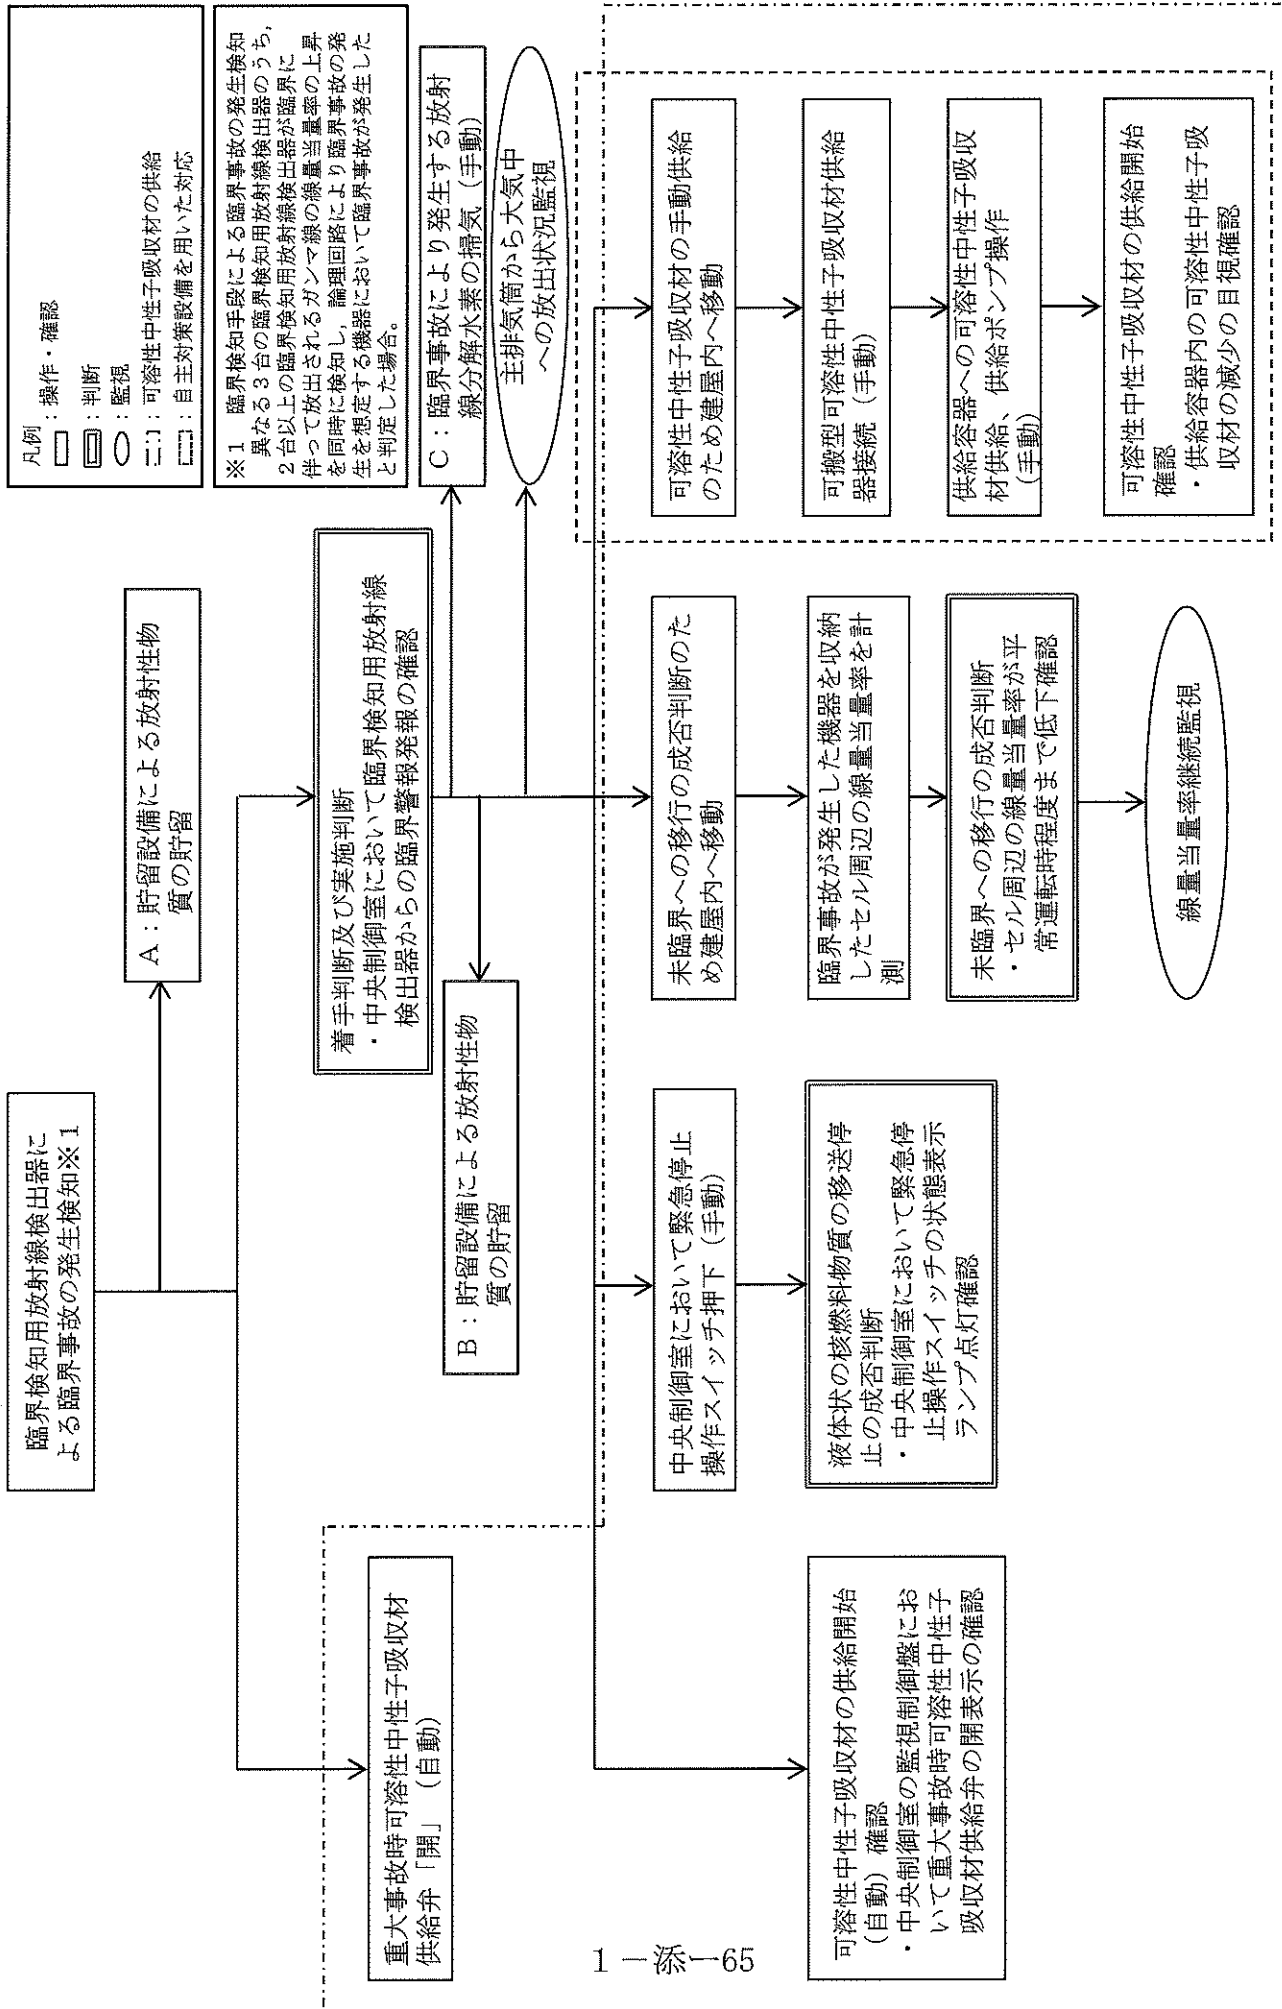 臨界検知用放射線検出器に
よる臨界事故の発生検知※1
A：貯留設備による放射性物
質の貯留
凡例
：操作・確認
：判断
：監視
：可溶性中性子吸収材の供給
：自主対策設備を用いた対応
※1　臨界検知手段による臨界事故の発生検知
異なる3台の臨界検知用放射線検出器のうち，
2台以上の臨界検知用放射線検出器が臨界に
伴って放出されるガンマ線の線量当量率の上昇
を同時に検知し，論理回路により臨界事故の発
生を想定する機器において臨界事故が発生した
と判定した場合。
着手判断及び実施判断
・中央制御室において臨界検知用放射線
検出器からの臨界警報発報の確認
C：臨界事故により発生する放射
線分解水素の掃気（手動）
主排気筒から大気中
への放出状況監視
B：貯留設備による放射性物
質の貯留
重大事故時可溶性中性子吸収材
供給弁「開」（自動）
可溶性中性子吸収材の供給開始
（自動）確認
・中央制御室の監視制御盤にお
いて重大事故時可溶性中性子
吸収材供給弁の開表示の確認
中央制御室において緊急停止
操作スイッチ押下（手動）
液体状の核燃料物質の移送停
止の成否判断
・中央制御室において緊急停
止操作スイッチの状態表示
ランプ点灯確認
未臨界への移行の成否判断のた
め建屋内へ移動
臨界事故が発生した機器を収納
したセル周辺の線量当量率を計
測
未臨界への移行の成否判断
・セル周辺の線量当量率が平
常運転時程度まで低下確認
線量当量率継続監視
可溶性中性子吸収材の手動供給
のため建屋内へ移動
可搬型可溶性中性子吸収材供給
器接続（手動）
供給容器への可溶性中性子吸収
材供給、供給ポンプ操作
（手動）
可溶性中性子吸収材の供給開始
確認
・供給容器内の可溶性中性子吸
収材の減少の目視確認
1－添－65